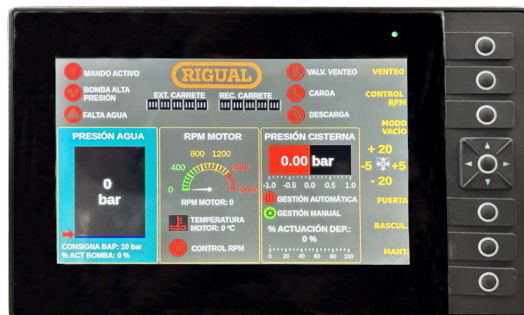 MANDO ACTIVO
BOMBA ALTA
PRESIÓN
FALTA AGUA
RIGUAL
EXT. CARRETE
REC. CARRETE
VALV. VENTEO
CARGA
DESCARGA
VENTEO
CONTROL
RPM
MODO
VACÍO
+ 20
-5 +5
- 20
PUERTA
BASCUL.
MANT.
PRESIÓN AGUA
0
bar
CONSIGNA BAP: 10 bar
% ACT BOMBA: 0 %
RPM MOTOR
0 400 800 1200
RPM MOTOR: 0
TEMPERATURA
MOTOR: 0 ºC
CONTROL RPM
PRESIÓN CISTERNA
0.00 bar
-1.0 -0.5 0.0 0.5 1.0
GESTIÓN AUTOMÁTICA
GESTIÓN MANUAL
% ACTUACIÓN DEP.:
0 %
0 20 40 60 80 100